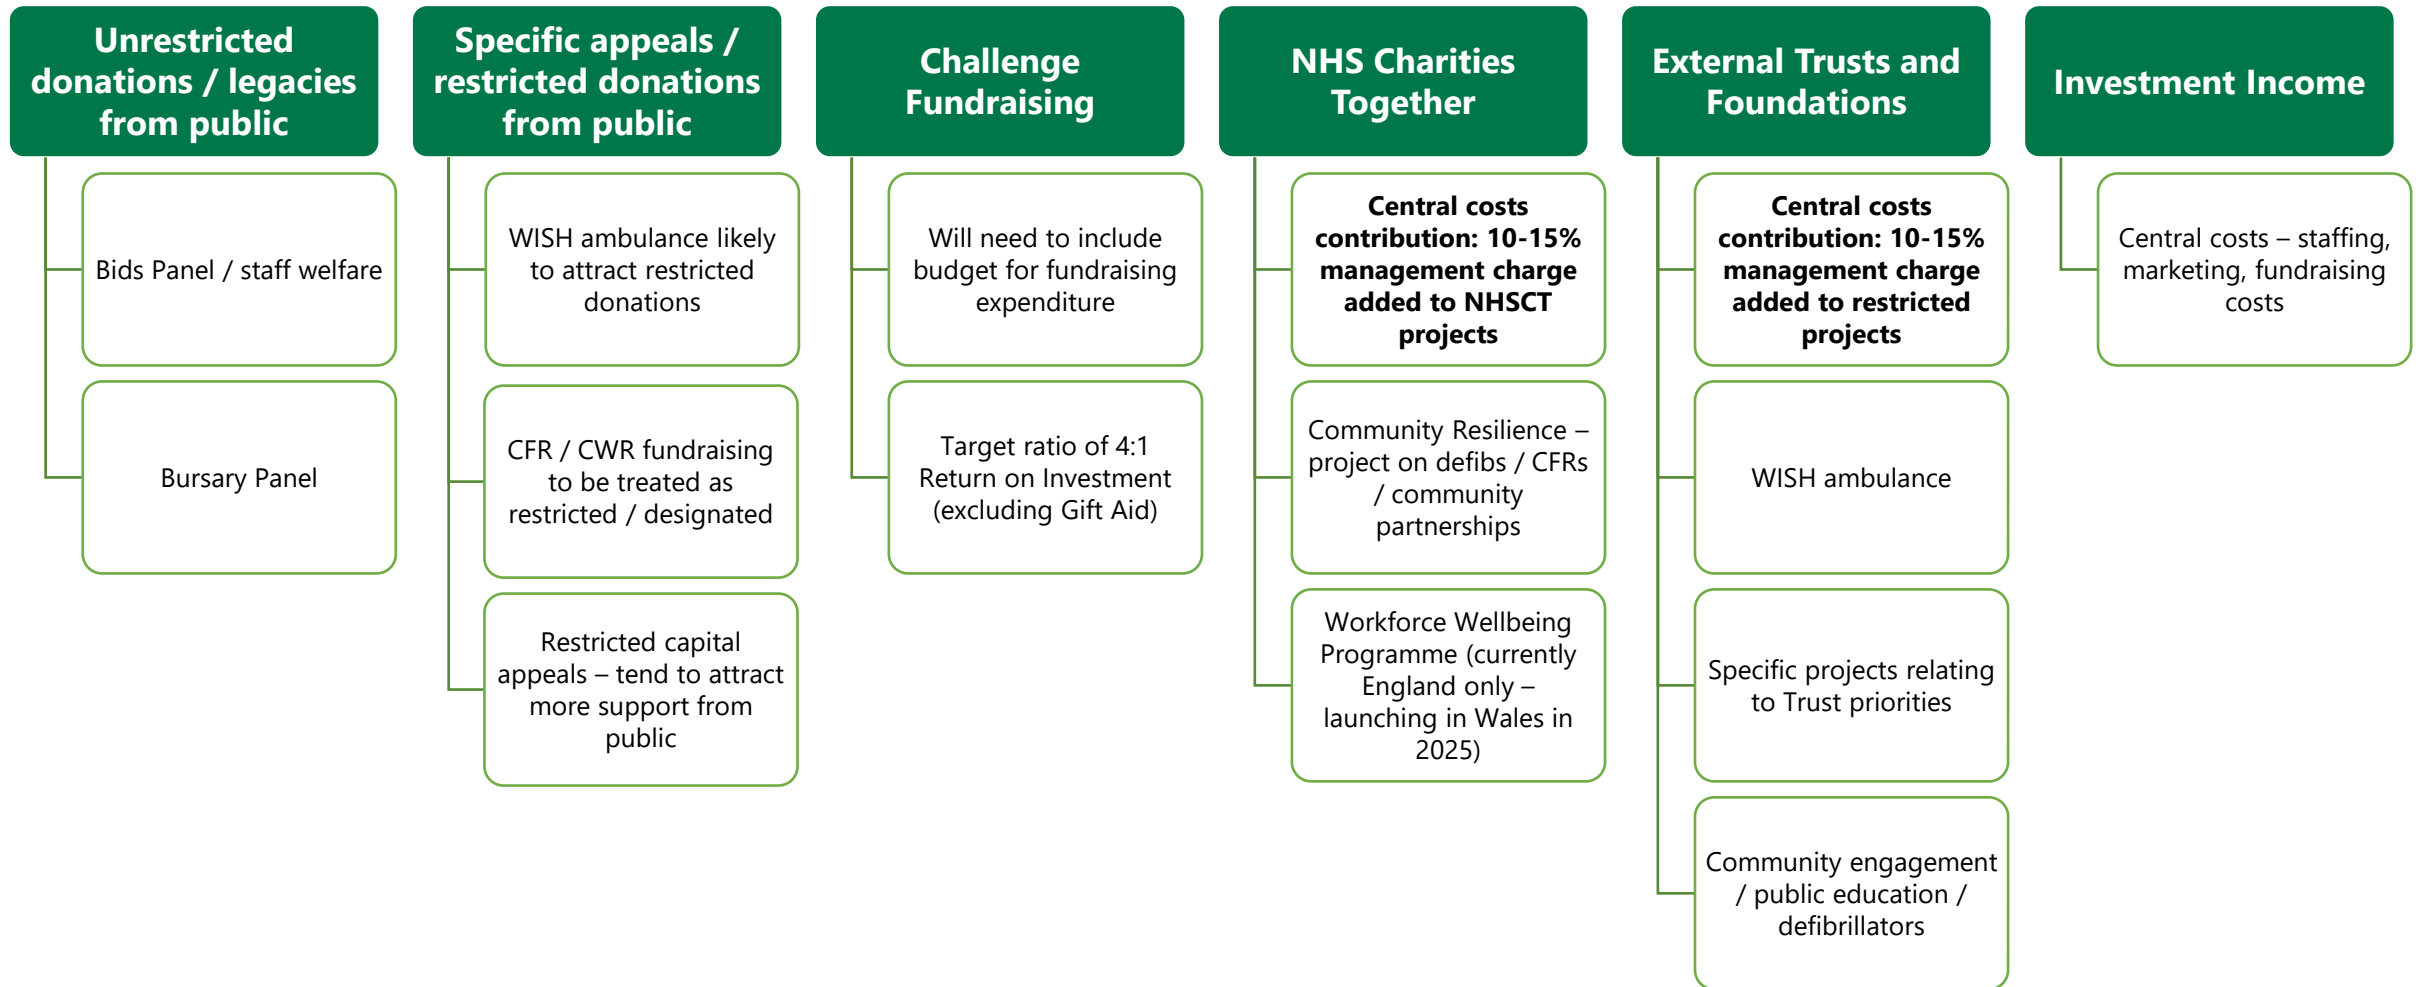 Unrestricted
donations / legacies
from public
Bids Panel / staff welfare
Bursary Panel
Specific appeals /
restricted donations
from public
WISH ambulance likely
to attract restricted
donations
CFR / CWR fundraising
to be treated as
restricted / designated
Restricted capital
appeals – tend to attract
more support from
public
Challenge
Fundraising
Will need to include
budget for fundraising
expenditure
Target ratio of 4:1
Return on Investment
(excluding Gift Aid)
NHS Charities
Together
Central costs
contribution: 10-15%
management charge
added to NHSCT
projects
Community Resilience –
project on defibs / CFRs
/ community
partnerships
Workforce Wellbeing
Programme (currently
England only –
launching in Wales in
2025)
External Trusts and
Foundations
Central costs
contribution: 10-15%
management charge
added to restricted
projects
WISH ambulance
Specific projects relating
to Trust priorities
Community engagement
/ public education /
defibrillators
Investment Income
Central costs – staffing,
marketing, fundraising
costs